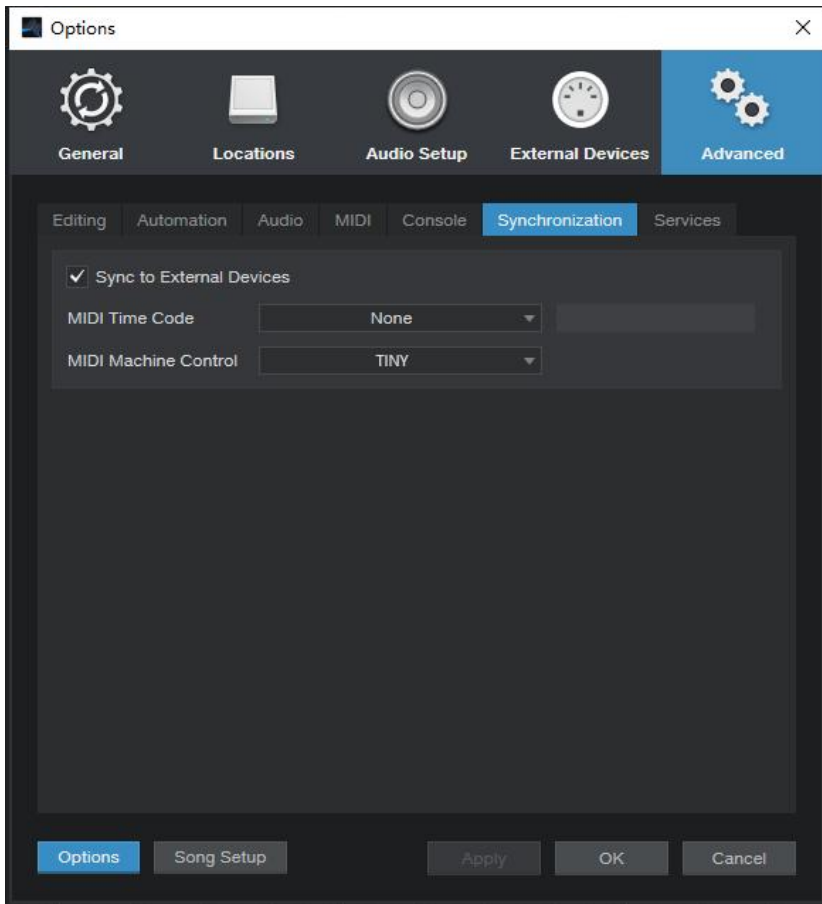 Options
General Locations Audio Setup External Devices Advanced
Editing Automation Audio MIDI Console Synchronization Services
Sync to External Devices
MIDI Time Code None
MIDI Machine Control TINY
Options Song Setup Apply OK Cancel